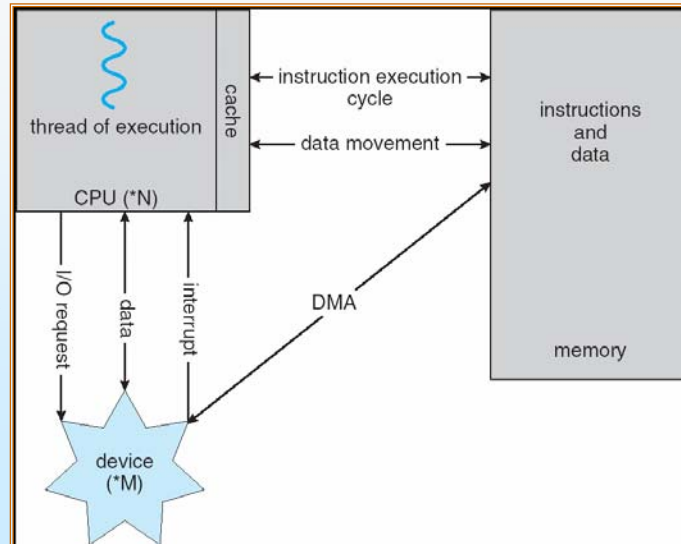 thread of execution
cache
CPU (*N)
instruction execution
cycle
data movement
instructions
and
data
I/O request
data
interrupt
DMA
memory
device
(*M)